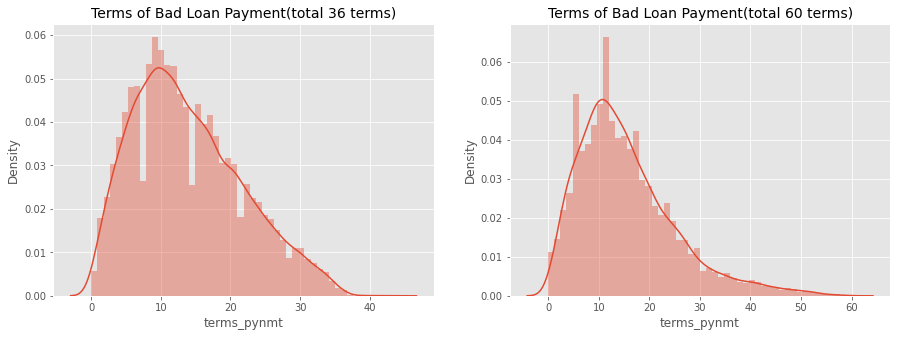 Terms of Bad Loan Payment(total 36 terms)
0.06
0.05
0.04
0.03
0.02
0.01
0.00
Density
0 10 20 30 40
terms_pynmt
Terms of Bad Loan Payment(total 60 terms)
0.06
0.05
0.04
0.03
0.02
0.01
0.00
Density
0 10 20 30 40 50 60
terms_pynmt